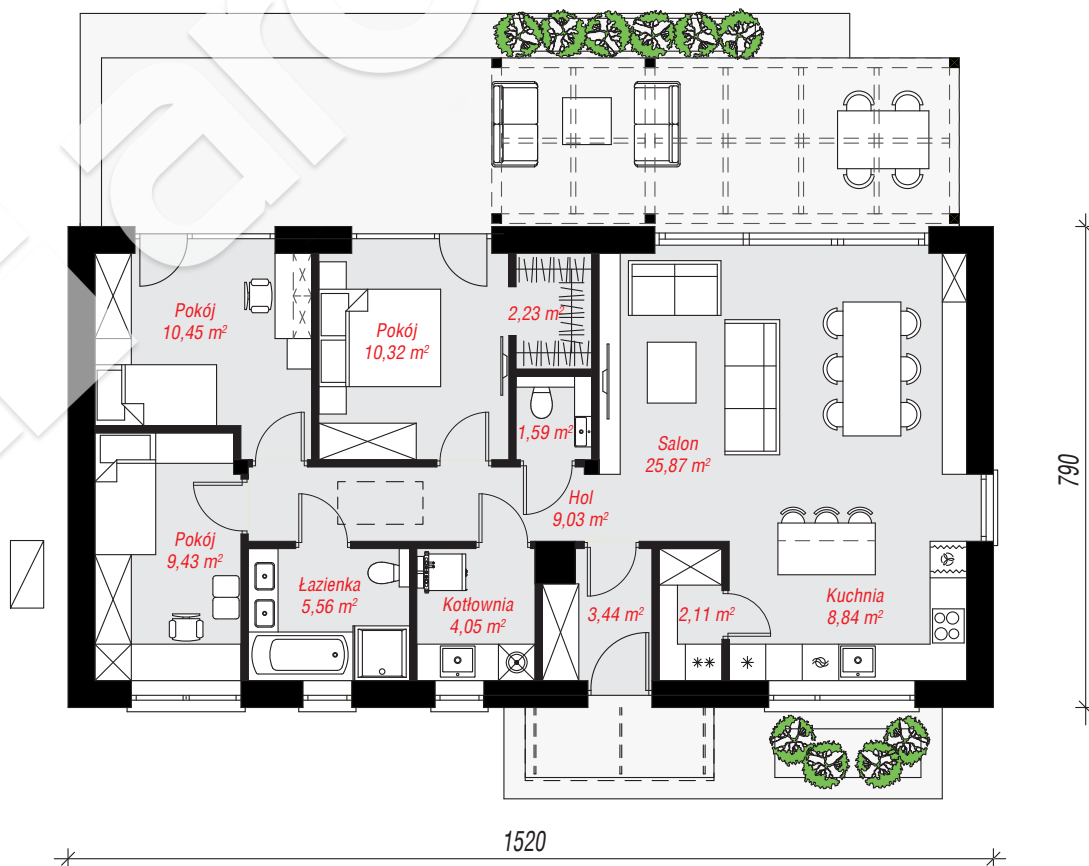 Pokój
10,45 m²
Pokój
10,32 m²
2,23 m²
1,59 m²
Salon
25,87 m²
Hol
9,03 m²
Pokój
9,43 m²
Łazienka
5,56 m²
Kotłownia
4,05 m²
3,44 m²
2,11 m²
Kuchnia
8,84 m²
790
1520